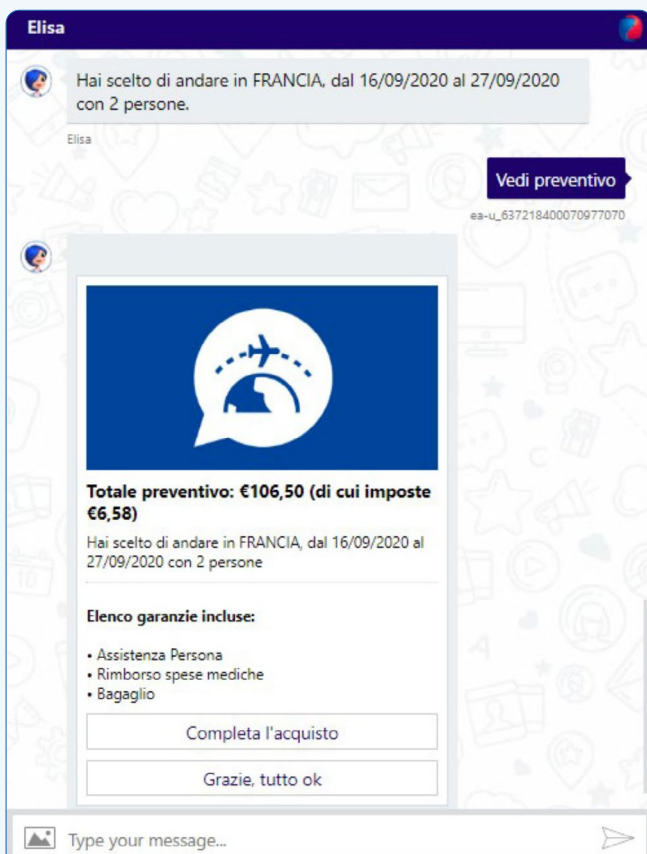 Elisa
Hai scelto di andare in FRANCIA, dal 16/09/2020 al 27/09/2020
con 2 persone.
Elisa
Vedi preventivo
ea-u_637218400070977070
Totale preventivo: €106,50 (di cui imposte
€6,58)
Hai scelto di andare in FRANCIA, dal 16/09/2020 al
27/09/2020 con 2 persone
Elenco garanzie incluse:
• Assistenza Persona
• Rimborso spese mediche
• Bagaglio
Completa l'acquisto
Grazie, tutto ok
Type your message...